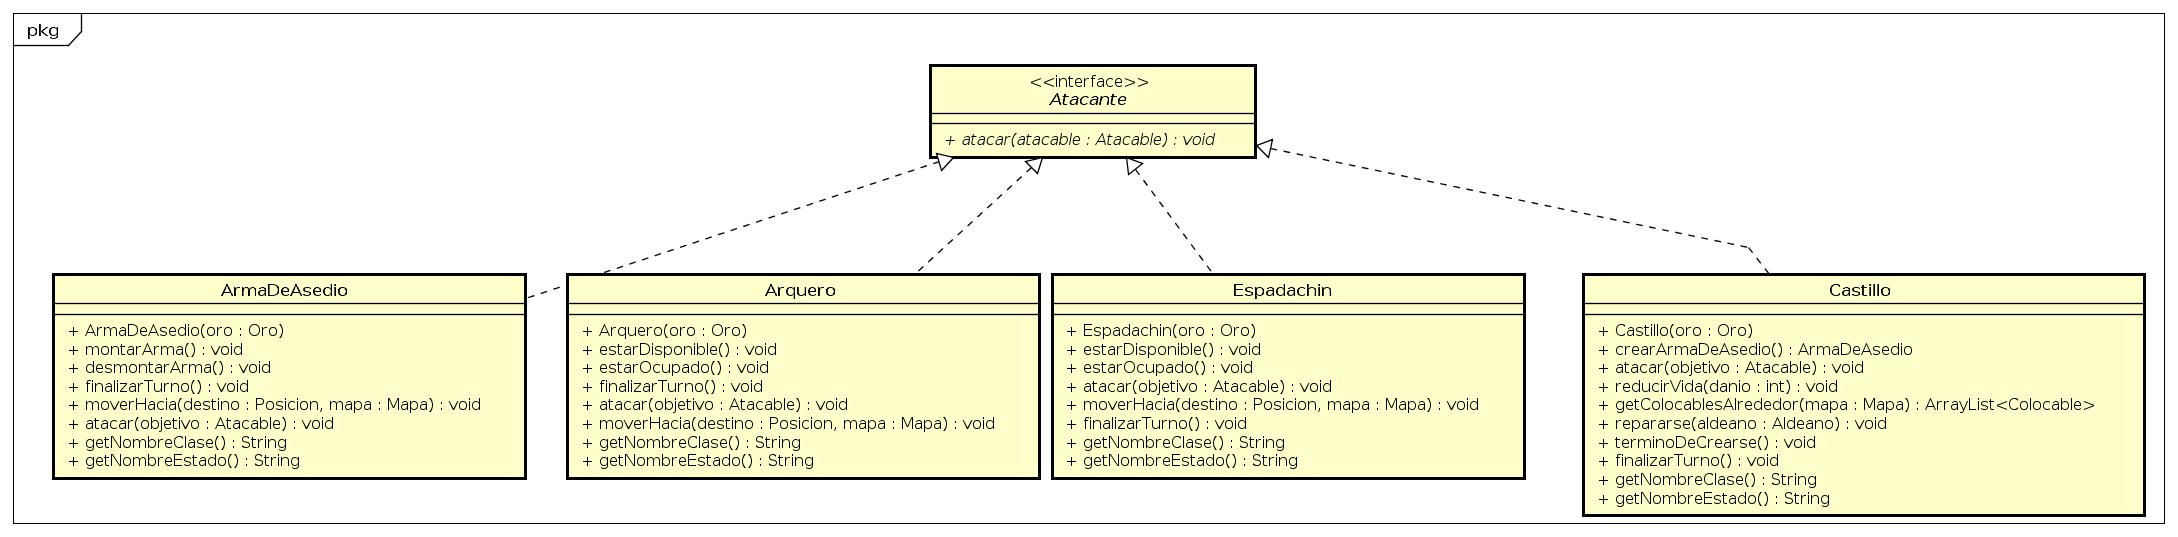 pkg
<<interface>>
Atacante
+ atacar(atacable : Atacable) : void
ArmaDeAsedio
+ ArmaDeAsedio(oro : Oro)
+ montarArma() : void
+ desmontarArma() : void
+ finalizarTurno() : void
+ moverHacia(destino : Posicion, mapa : Mapa) : void
+ atacar(objetivo : Atacable) : void
+ getNombreClase() : String
+ getNombreEstado() : String
Arquero
+ Arquero(oro : Oro)
+ estarDisponible() : void
+ estarOcupado() : void
+ finalizarTurno() : void
+ atacar(objetivo : Atacable) : void
+ moverHacia(destino : Posicion, mapa : Mapa) : void
+ getNombreClase() : String
+ getNombreEstado() : String
Espadachin
+ Espadachin(oro : Oro)
+ estarDisponible() : void
+ estarOcupado() : void
+ atacar(objetivo : Atacable) : void
+ moverHacia(destino : Posicion, mapa : Mapa) : void
+ finalizarTurno() : void
+ getNombreClase() : String
+ getNombreEstado() : String
Castillo
+ Castillo(oro : Oro)
+ crearArmaDeAsedio() : ArmaDeAsedio
+ atacar(objetivo : Atacable) : void
+ reducirVida(danio : int) : void
+ getColocablesAlrededor(mapa : Mapa) : ArrayList<Colocable>
+ repararse(aldeano : Aldeano) : void
+ terminoDeCrearse() : void
+ finalizarTurno() : void
+ getNombreClase() : String
+ getNombreEstado() : String